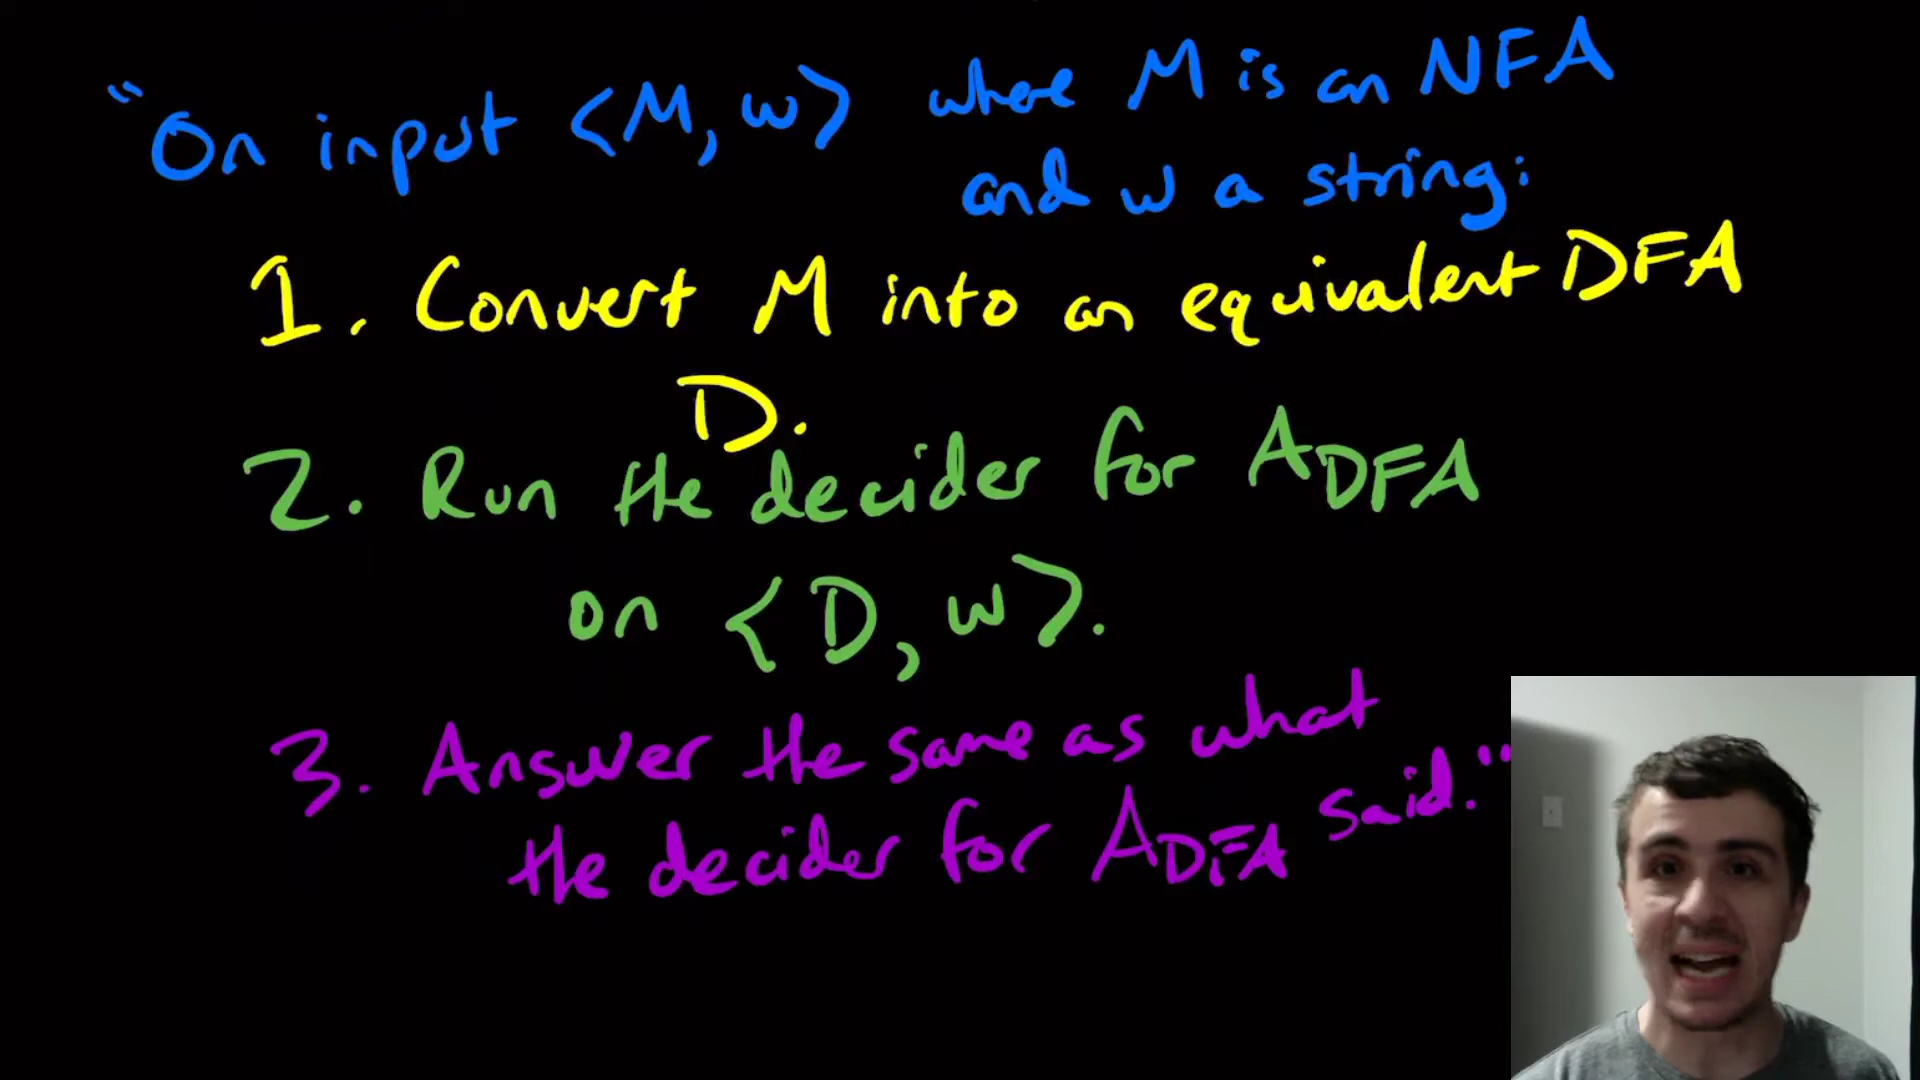 "On input <M, w> where M is an NFA
and w a string:
1. Convert M into an equivalent DFA
D.
2. Run the decider for ADFA
on <D, w>.
3. Answer the same as what
the decider for ADFA said."